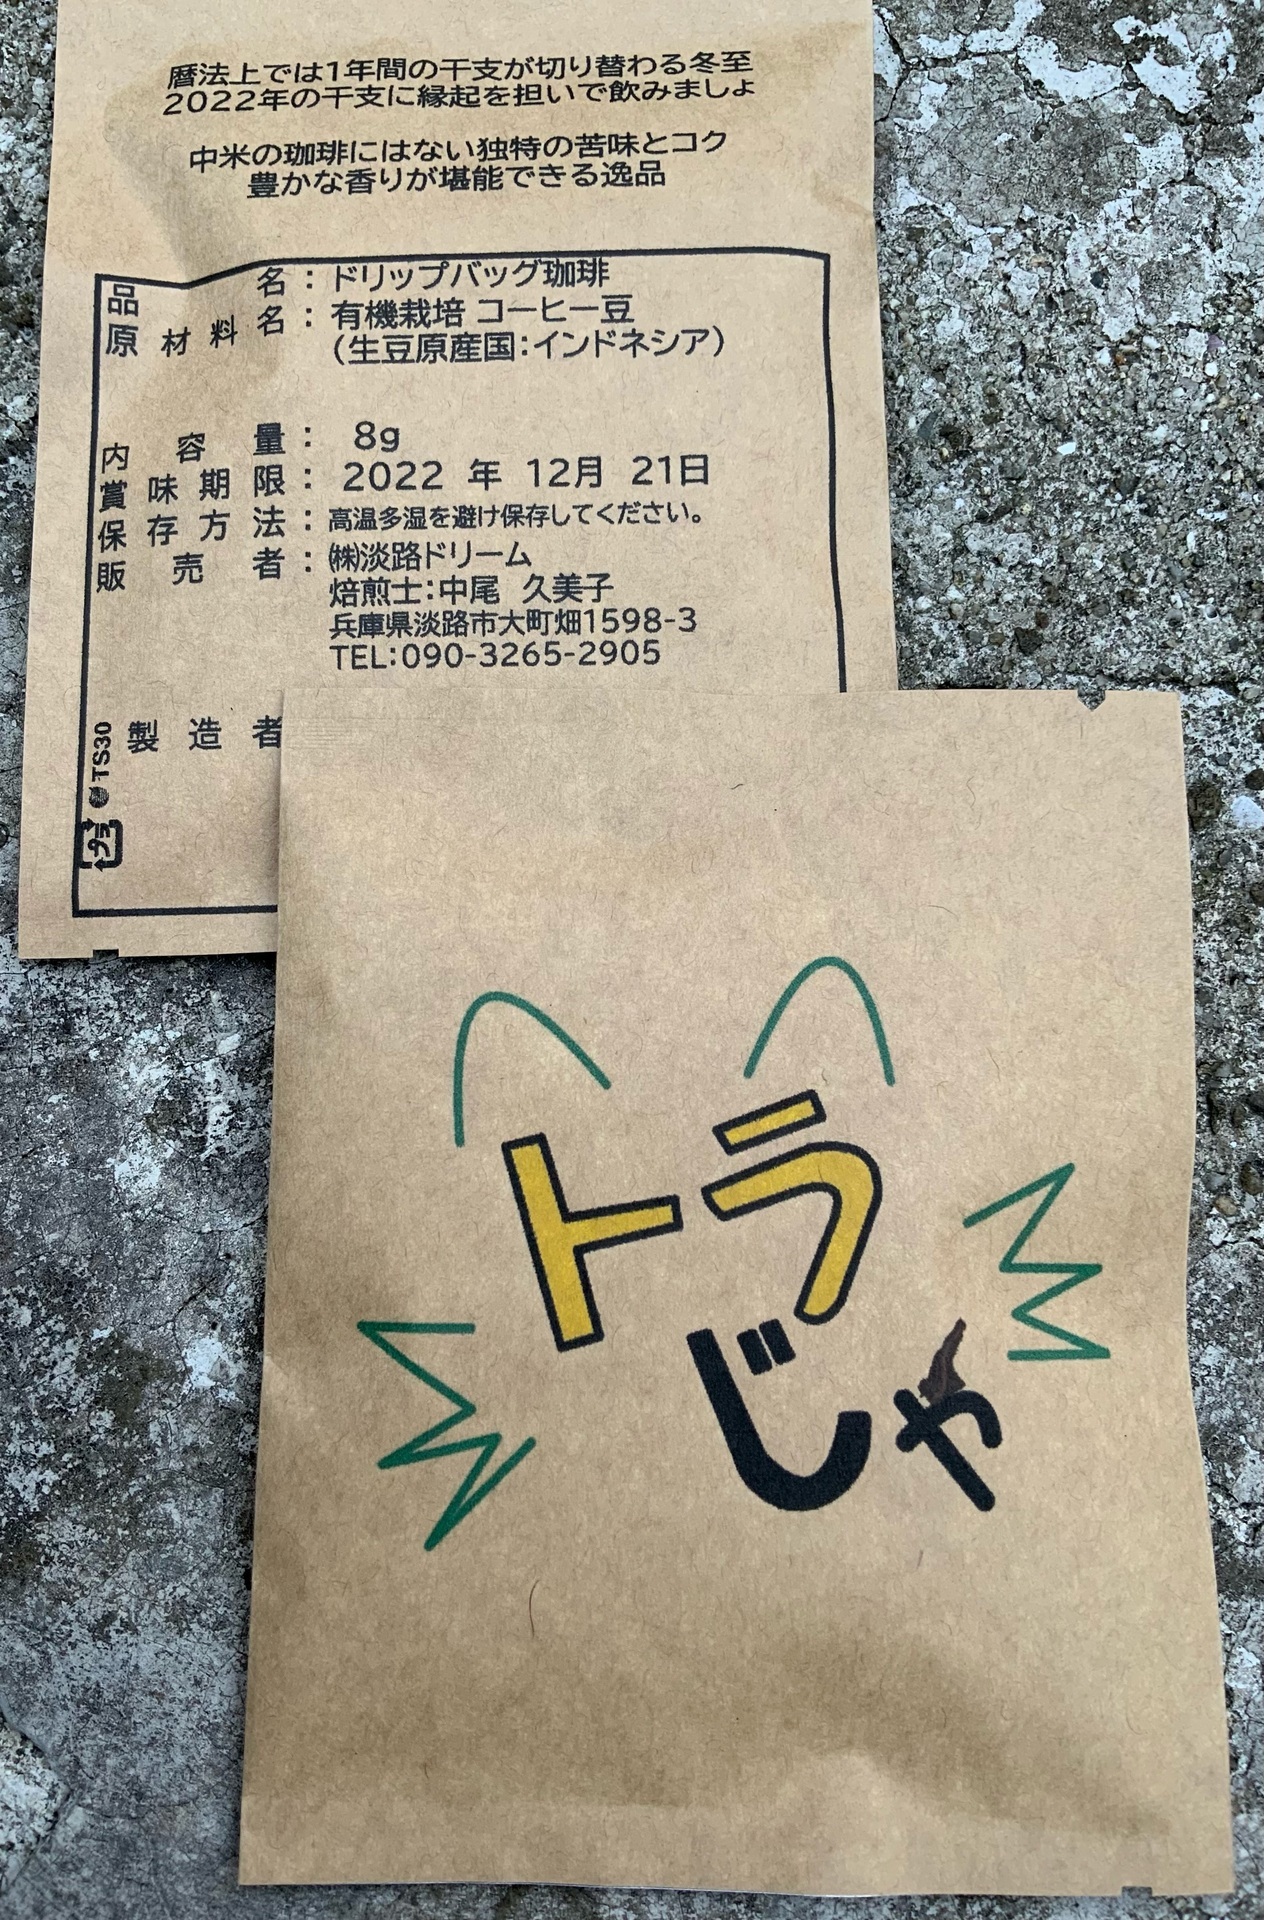 暦法上では1年間の干支が切り替わる冬至
2022年の干支に縁起を担いで飲みましょ
中米の珈琲にはない独特の苦味とコク
豊かな香りが堪能できる逸品
品名：ドリップバッグ珈琲
原材料名：有機栽培 コーヒー豆
（生豆原産国：インドネシア）
内容量： 8g
賞味期限： 2022 年 12月 21日
保存方法：高温多湿を避け保存してください。
販売者：㈱淡路ドリーム
焙煎士：中尾 久美子
兵庫県淡路市大町畑1598-3
TEL:090-3265-2905
製造者
TS30
プラ
トラ
じゃ